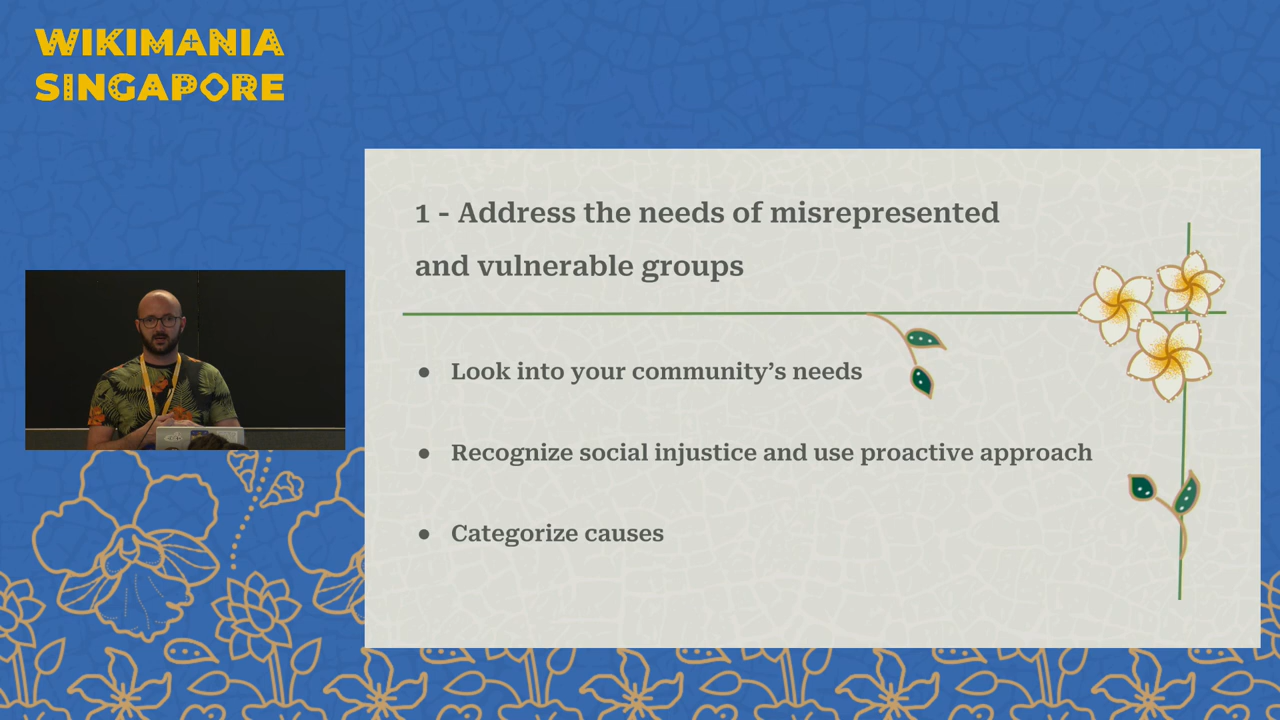 WIKIMANIA
SINGAPORE
1 - Address the needs of misrepresented
and vulnerable groups
● Look into your community’s needs
● Recognize social injustice and use proactive approach
● Categorize causes